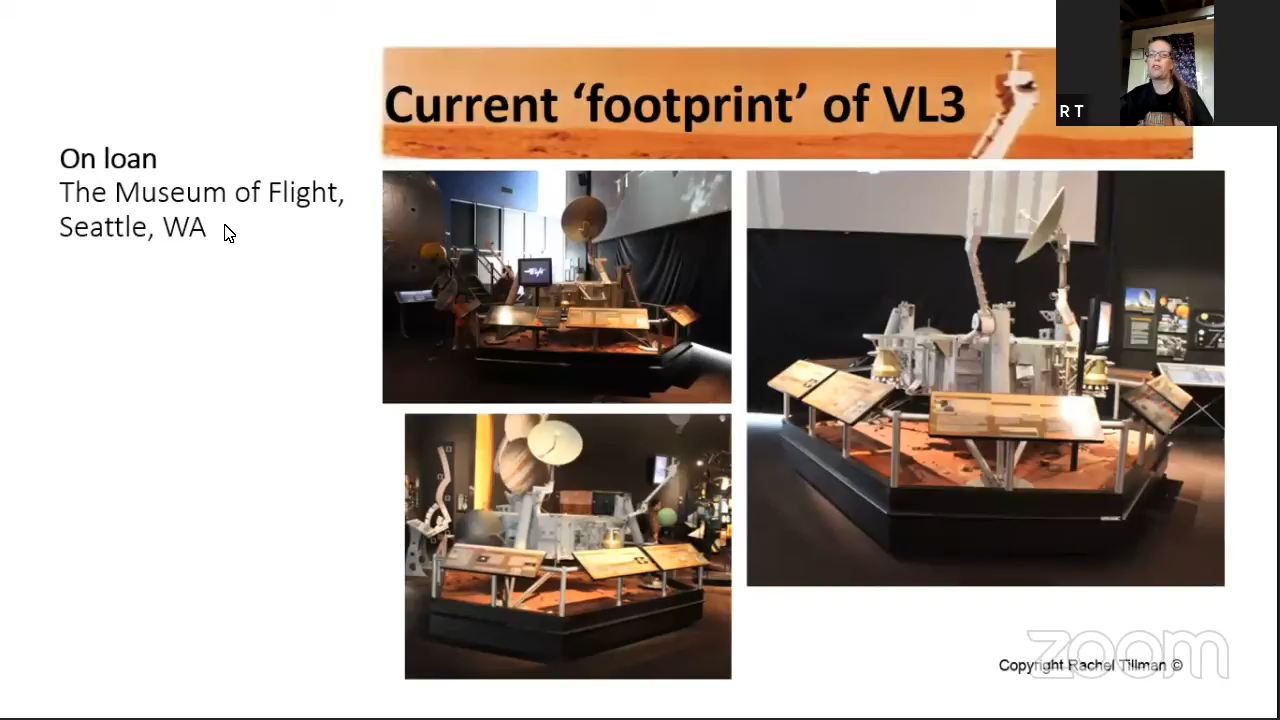 Current ‘footprint’ of VL3
R T
On loan
The Museum of Flight,
Seattle, WA
Copyright Rachel Tillman ©
zoom